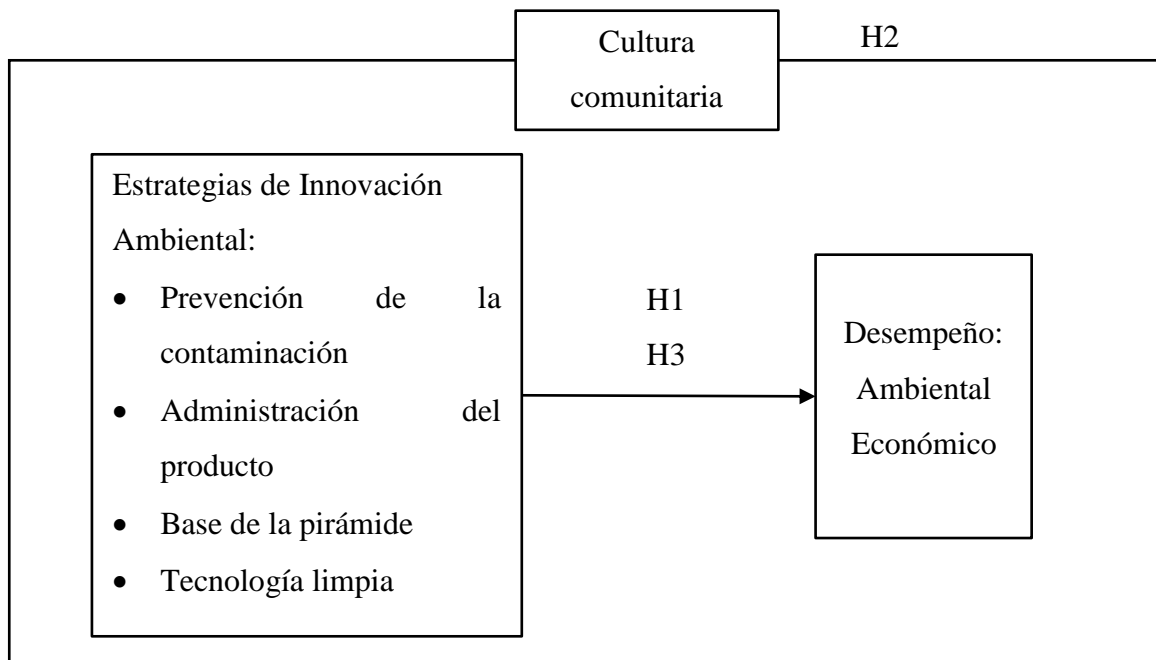 Cultura
comunitaria
H2
Estrategias de Innovación
Ambiental:
• Prevención de la
contaminación
• Administración del
producto
• Base de la pirámide
• Tecnología limpia
H1
H3
Desempeño:
Ambiental
Económico